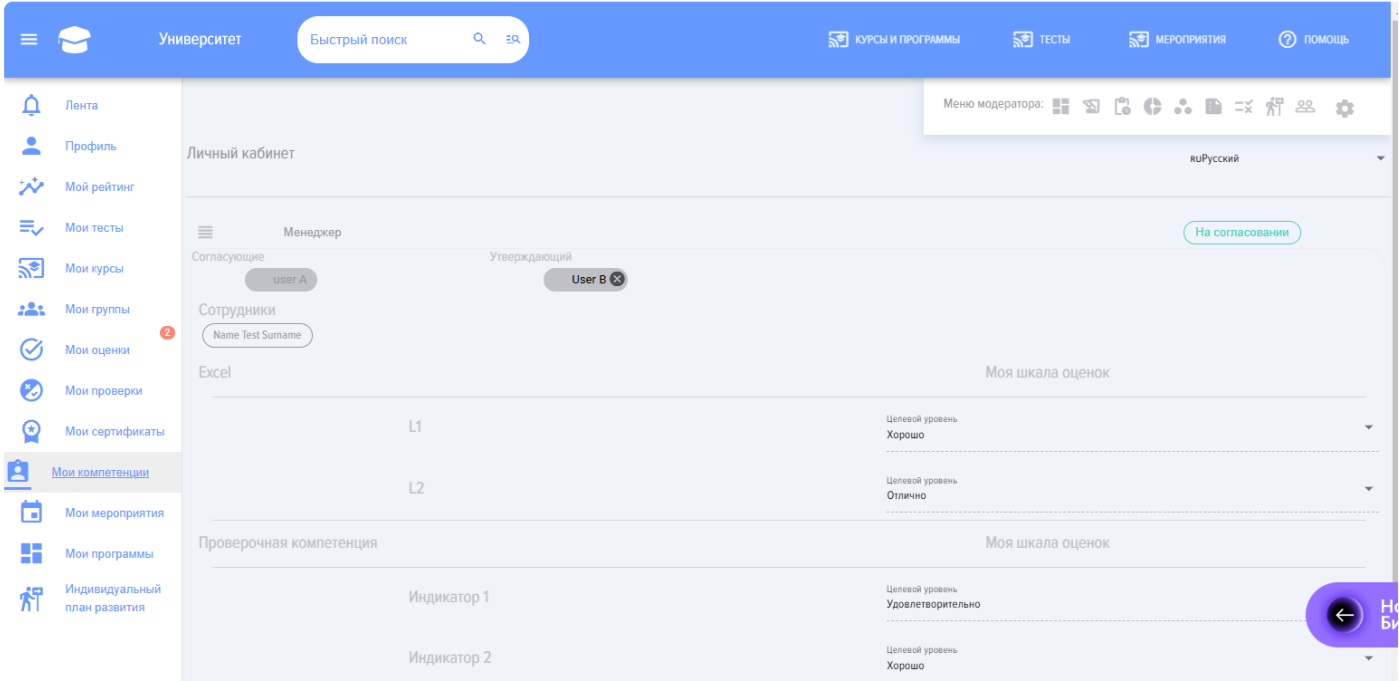 Университет
Быстрый поиск
КУРСЫ И ПРОГРАММЫ
ТЕСТЫ
МЕРОПРИЯТИЯ
ПОМОЩЬ
Меню модератора:
Лента
Профиль
Мой рейтинг
Мои тесты
Мои курсы
Мои группы
2
Мои оценки
Мои проверки
Мои сертификаты
Мои компетенции
Мои мероприятия
Мои программы
Индивидуальный
план развития
Личный кабинет
RUРусский
Менеджер
На согласовании
Согласующие
Утверждающий
user A
User B
Сотрудники
Name Test Surname
Excel
Моя шкала оценок
L1
Целевой уровень
Хорошо
L2
Целевой уровень
Отлично
Проверочная компетенция
Моя шкала оценок
Индикатор 1
Целевой уровень
Удовлетворительно
Индикатор 2
Целевой уровень
Хорошо